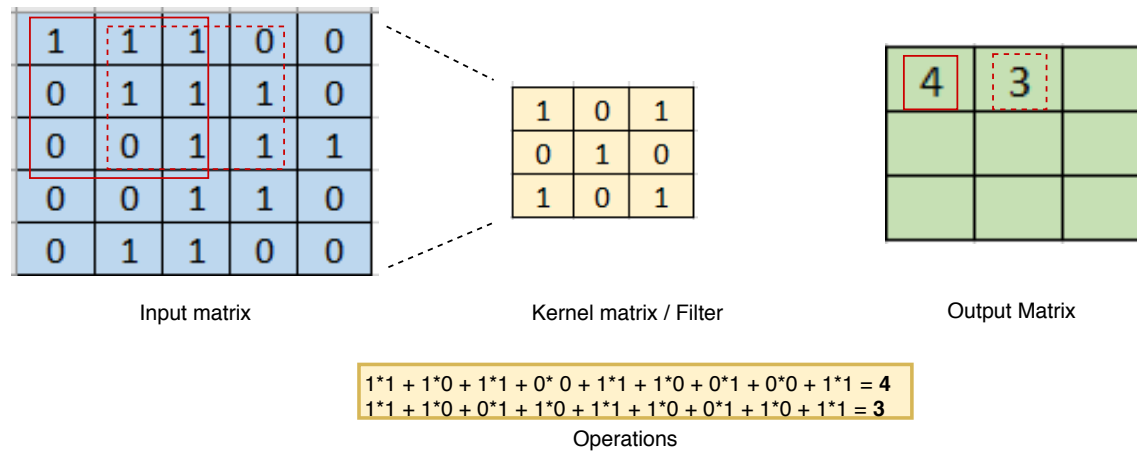 1 1 1 0 0
0 1 1 1 0
0 0 1 1 1
0 0 1 1 0
0 1 1 0 0
Input matrix
1 0 1
0 1 0
1 0 1
Kernel matrix / Filter
4 3
Output Matrix
1*1 + 1*0 + 1*1 + 0* 0 + 1*1 + 1*0 + 0*1 + 0*0 + 1*1 = 4
1*1 + 1*0 + 0*1 + 1*0 + 1*1 + 1*0 + 0*1 + 1*0 + 1*1 = 3
Operations